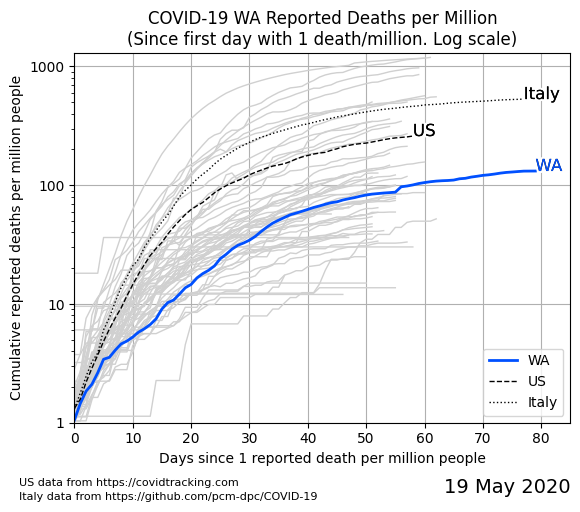 COVID-19 WA Reported Deaths per Million
(Since first day with 1 death/million. Log scale)
Cumulative reported deaths per million people
1000
100
10
1
Italy
US
WA
WA
US
Italy
0 10 20 30 40 50 60 70 80
Days since 1 reported death per million people
US data from https://covidtracking.com
Italy data from https://github.com/pcm-dpc/COVID-19
19 May 2020